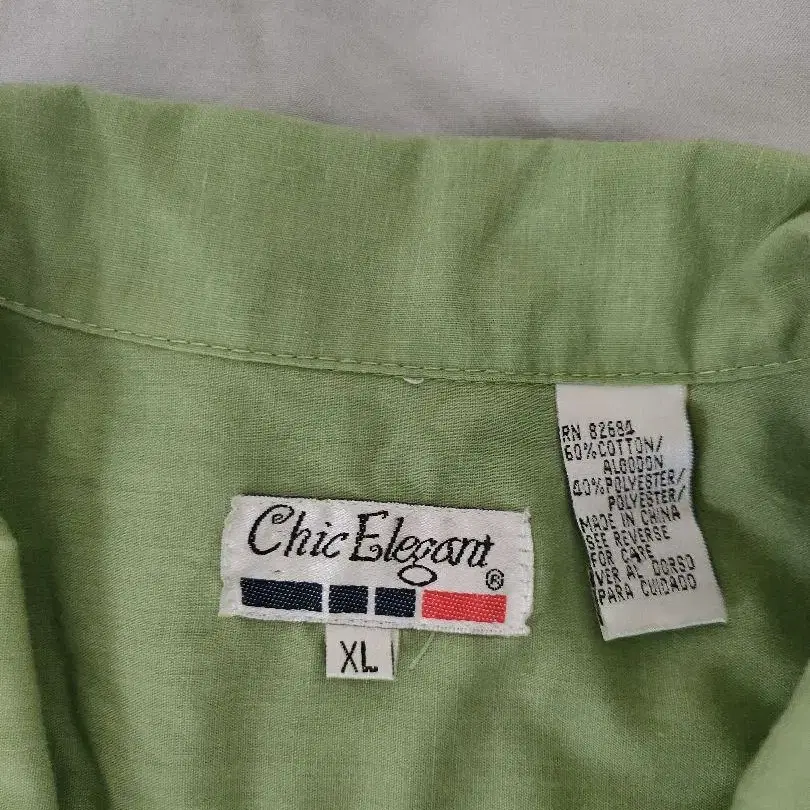 Chic Elegant
®
XL
RN 82684
60%COTTON/
ALGODON
40%POLYESTER/
POLYESTER/
MADE IN CHINA
SEE REVERSE
FOR CARE
VER AL DORSO
PARA CUIDADO